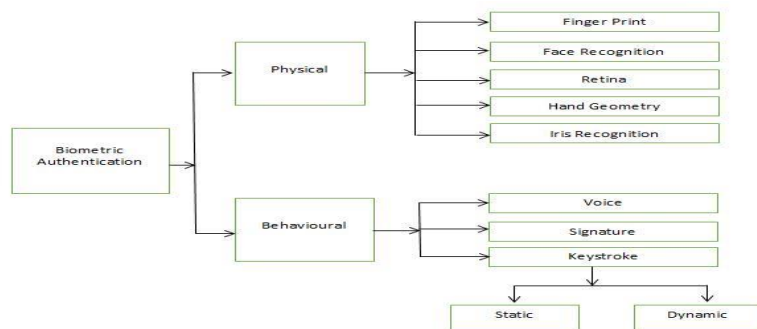 Finger Print
Face Recognition
Physical
Retina
Hand Geometry
Iris Recognition
Biometric
Authentication
Voice
Behavioural
Signature
Keystroke
Static
Dynamic